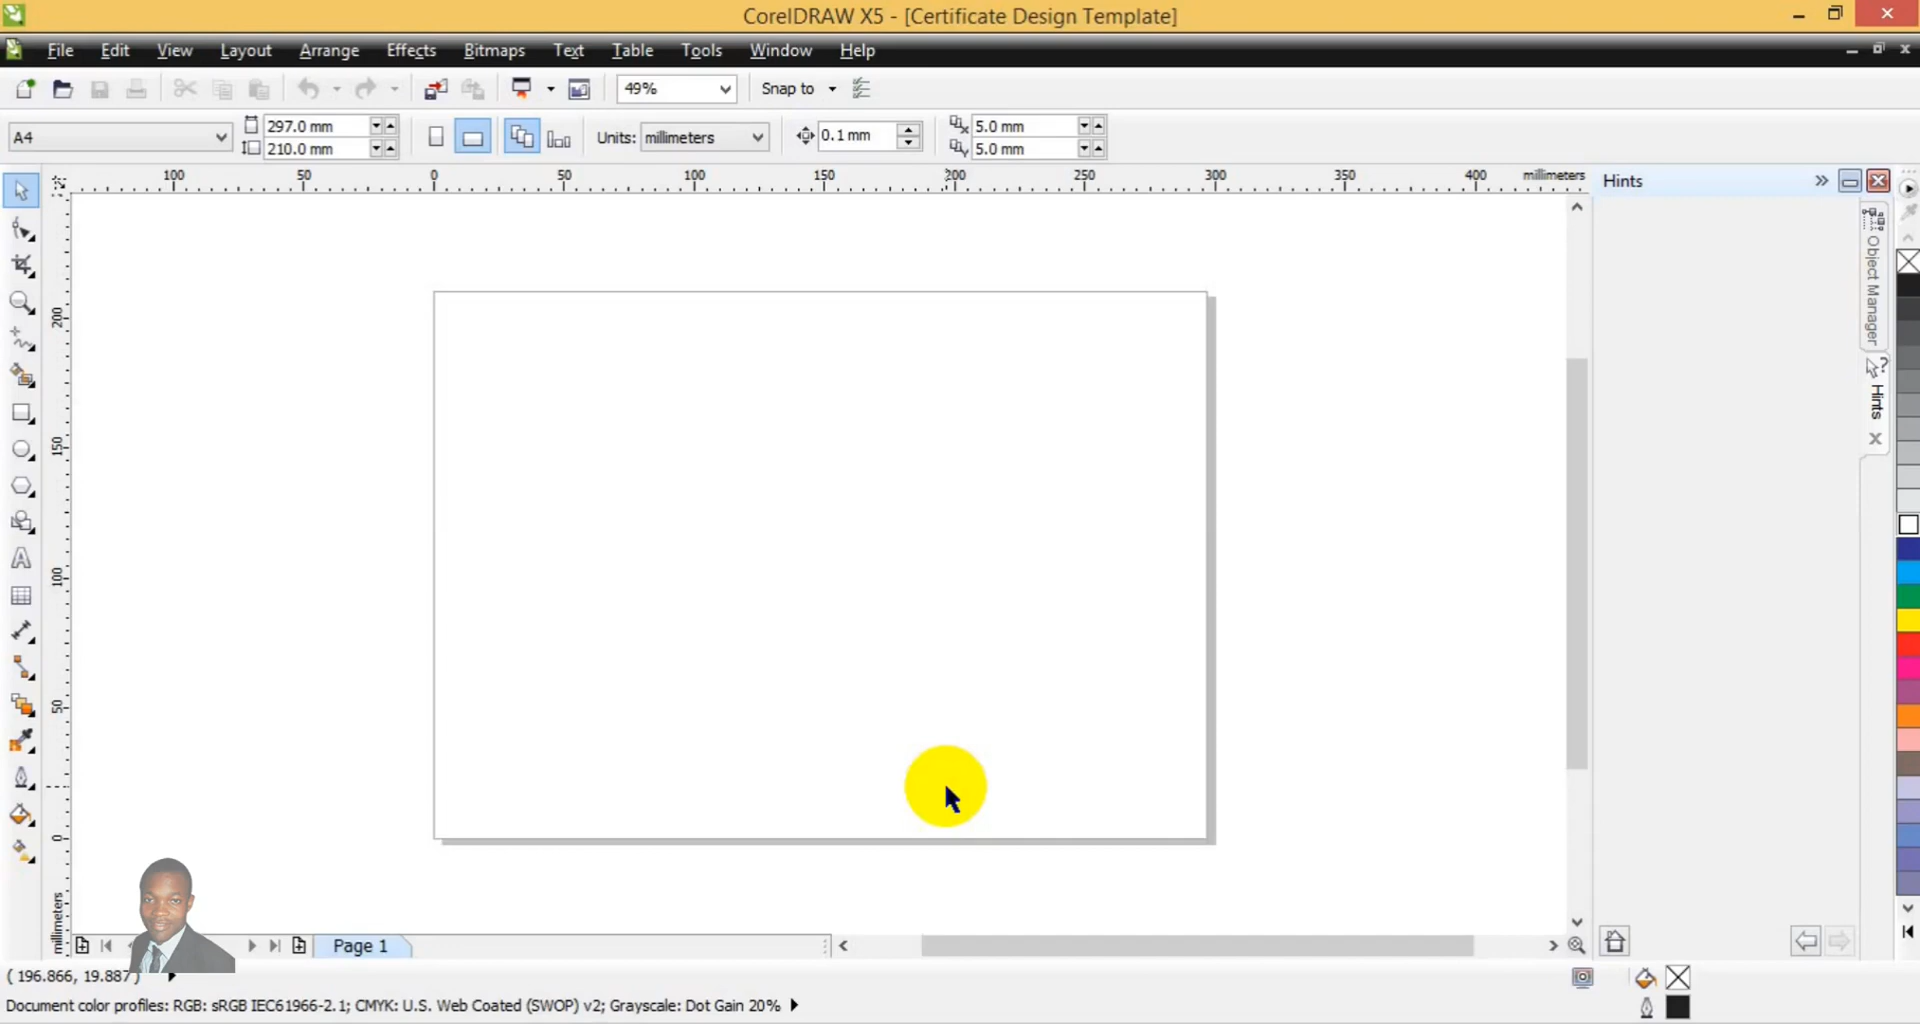 CorelDRAW X5 - [Certificate Design Template]
File Edit View Layout Arrange Effects Bitmaps Text Table Tools Window Help
49% Snap to
A4 297.0 mm 210.0 mm Units: millimeters 0.1 mm 5.0 mm 5.0 mm
100 50 0 50 100 150 200 250 300 350 400 millimeters
Hints
Object Manager
Hints
200
150
100
50
0
millimeters
Page 1
( 196.866, 19.887 )
Document color profiles: RGB: sRGB IEC61966-2.1; CMYK: U.S. Web Coated (SWOP) v2; Grayscale: Dot Gain 20%